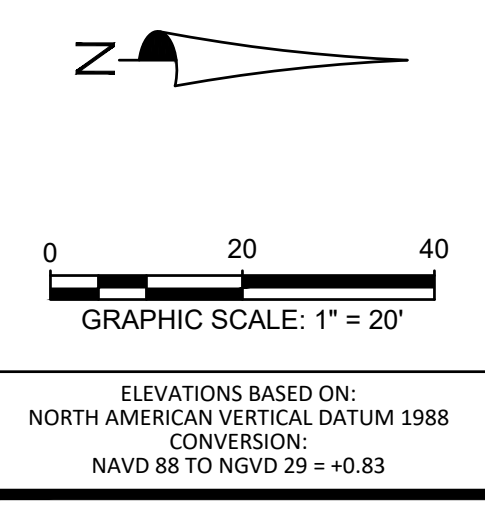 N
0 20 40
GRAPHIC SCALE: 1" = 20'
ELEVATIONS BASED ON:
NORTH AMERICAN VERTICAL DATUM 1988
CONVERSION:
NAVD 88 TO NGVD 29 = +0.83